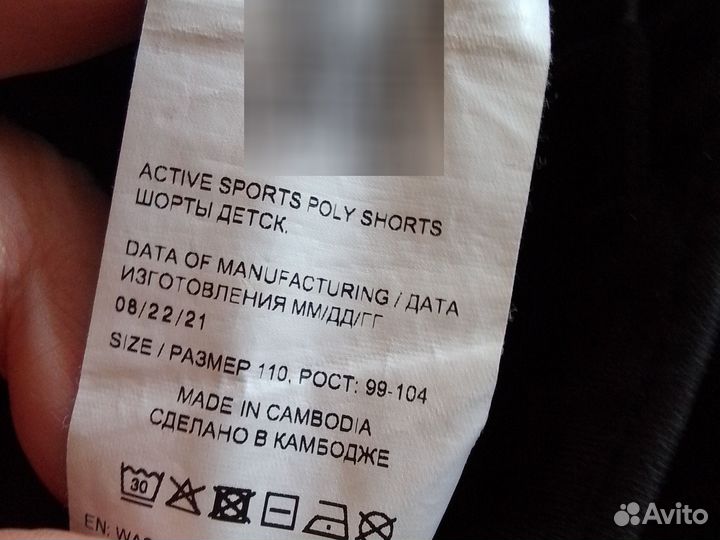 ACTIVE SPORTS POLY SHORTS
ШОРТЫ ДЕТСК.
DATA OF MANUFACTURING / ДАТА
ИЗГОТОВЛЕНИЯ ММ/ДД/ГГ
08/22/21
SIZE / РАЗМЕР 110, РОСТ: 99-104
MADE IN CAMBODIA
СДЕЛАНО В КАМБОДЖЕ
30
EN:
Avito